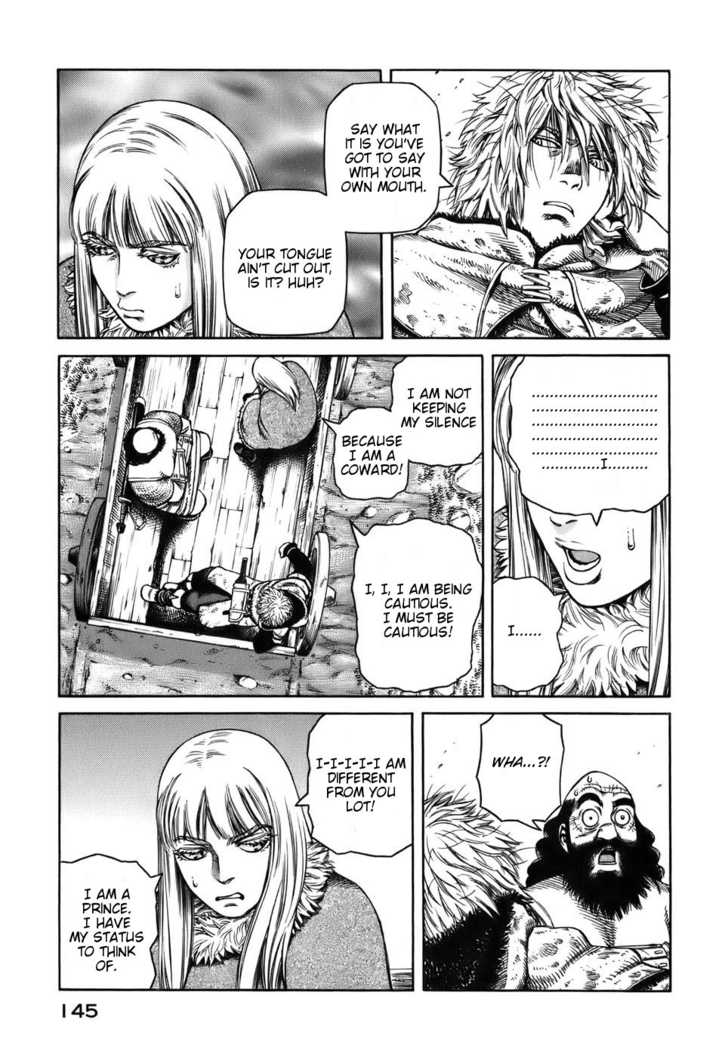 SAY WHAT
IT IS YOU'VE
GOT TO SAY
WITH YOUR
OWN MOUTH.
YOUR TONGUE
AIN'T CUT OUT,
IS IT? HUH?
I AM NOT
KEEPING
MY SILENCE
BECAUSE
I AM A
COWARD!
I, I, I AM BEING
CAUTIOUS.
I MUST BE
CAUTIOUS!
..........................
..........................
..........................
..........................
..........................
..............I........
I......
I-I-I-I-I AM
DIFFERENT
FROM YOU
LOT!
I AM A
PRINCE.
I HAVE
MY STATUS
TO THINK
OF.
WHA...?!
145